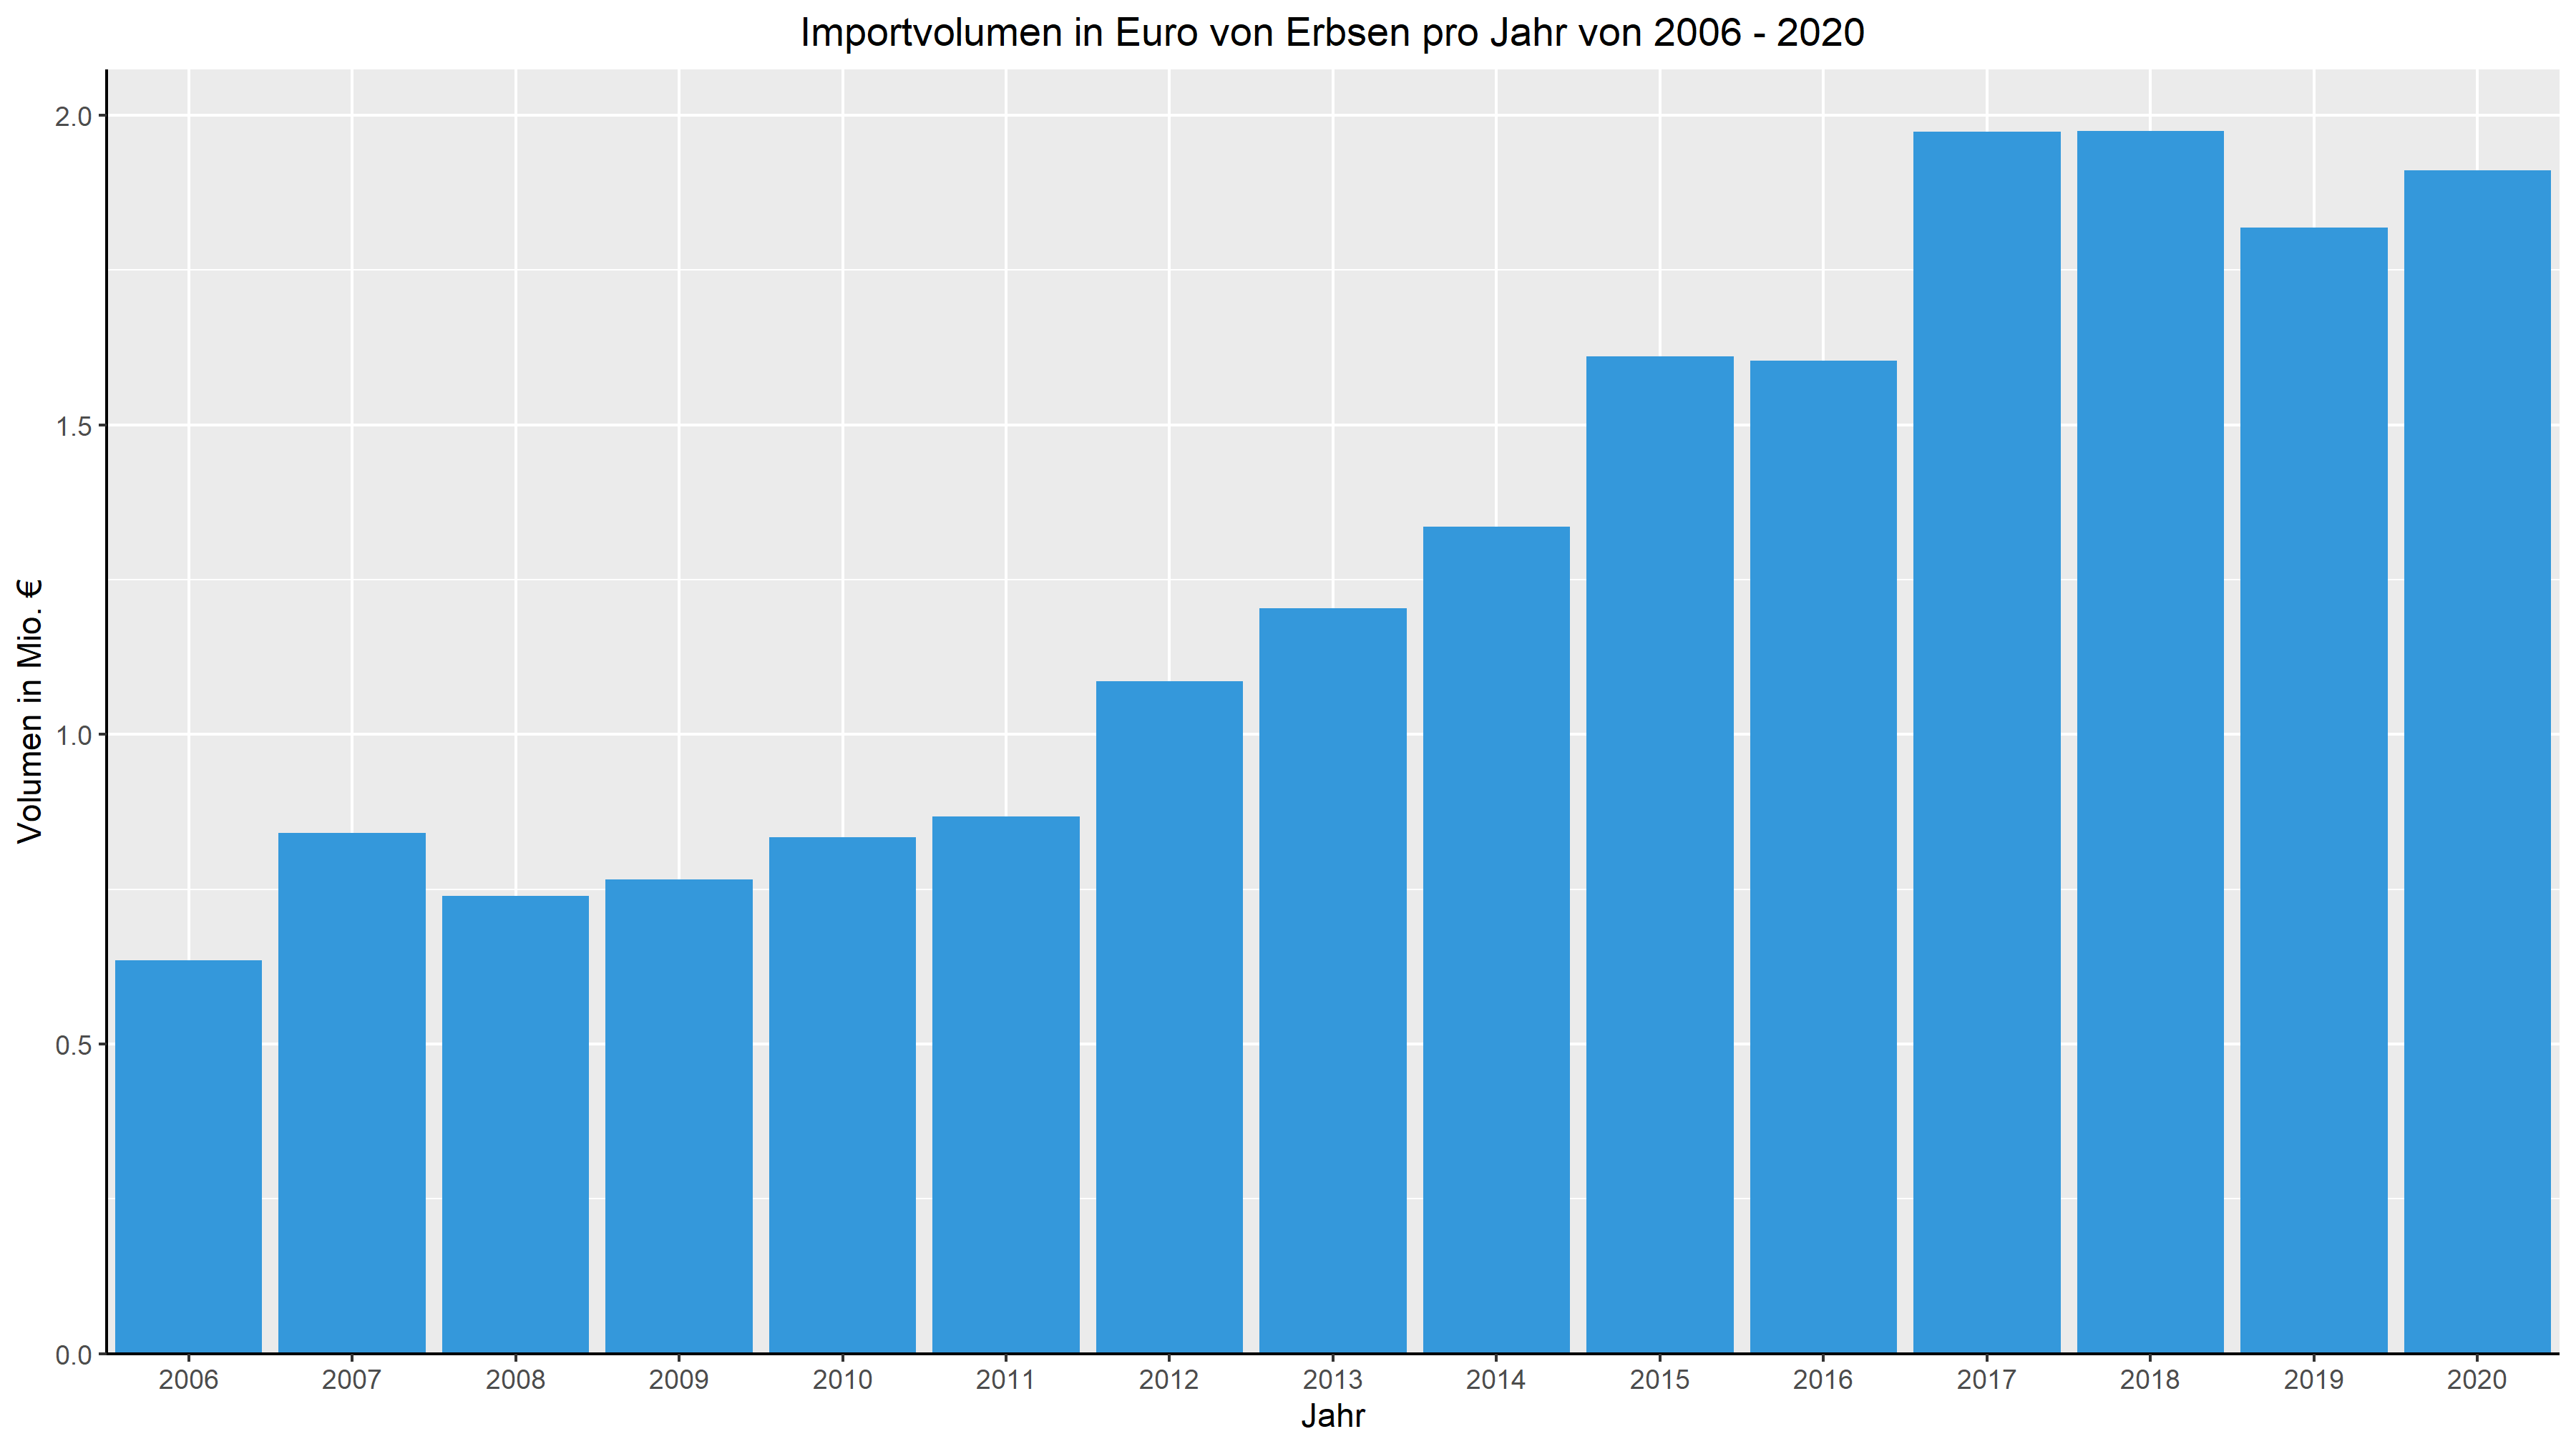 Importvolumen in Euro von Erbsen pro Jahr von 2006 - 2020
Volumen in Mio. €
2.0
1.5
1.0
0.5
0.0
2006 2007 2008 2009 2010 2011 2012 2013 2014 2015 2016 2017 2018 2019 2020
Jahr